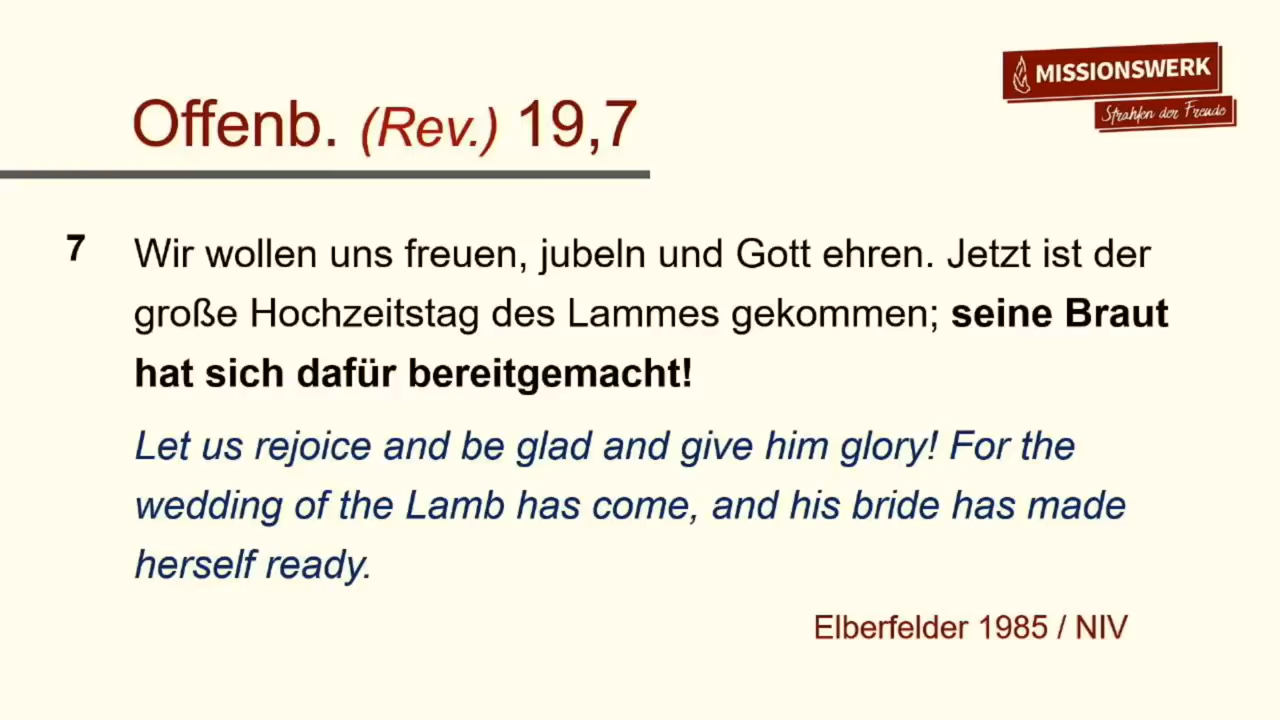 MISSIONSWERK
Strahlen der Freude
Offenb. (Rev.) 19,7
7 Wir wollen uns freuen, jubeln und Gott ehren. Jetzt ist der
große Hochzeitstag des Lammes gekommen; seine Braut
hat sich dafür bereitgemacht!
Let us rejoice and be glad and give him glory! For the
wedding of the Lamb has come, and his bride has made
herself ready.
Elberfelder 1985 / NIV